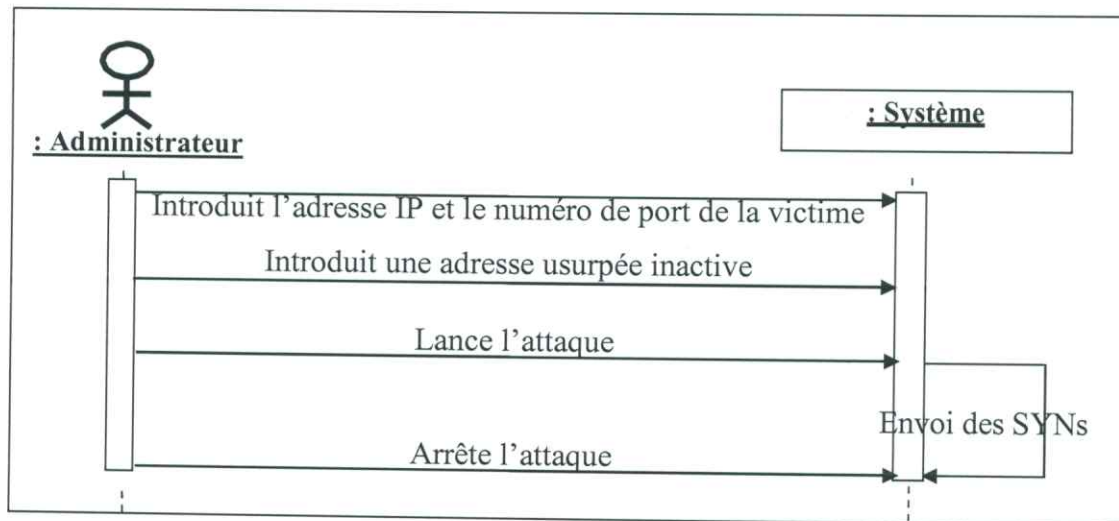 : Administrateur
: Système
Introduit l'adresse IP et le numéro de port de la victime
Introduit une adresse usurpée inactive
Lance l'attaque
Envoi des SYNs
Arrête l'attaque